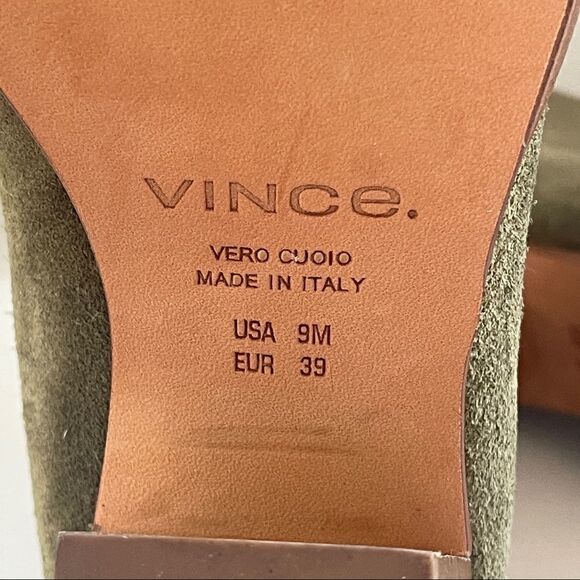 VINCe.
VERO CUOIO
MADE IN ITALY
USA 9M
EUR 39